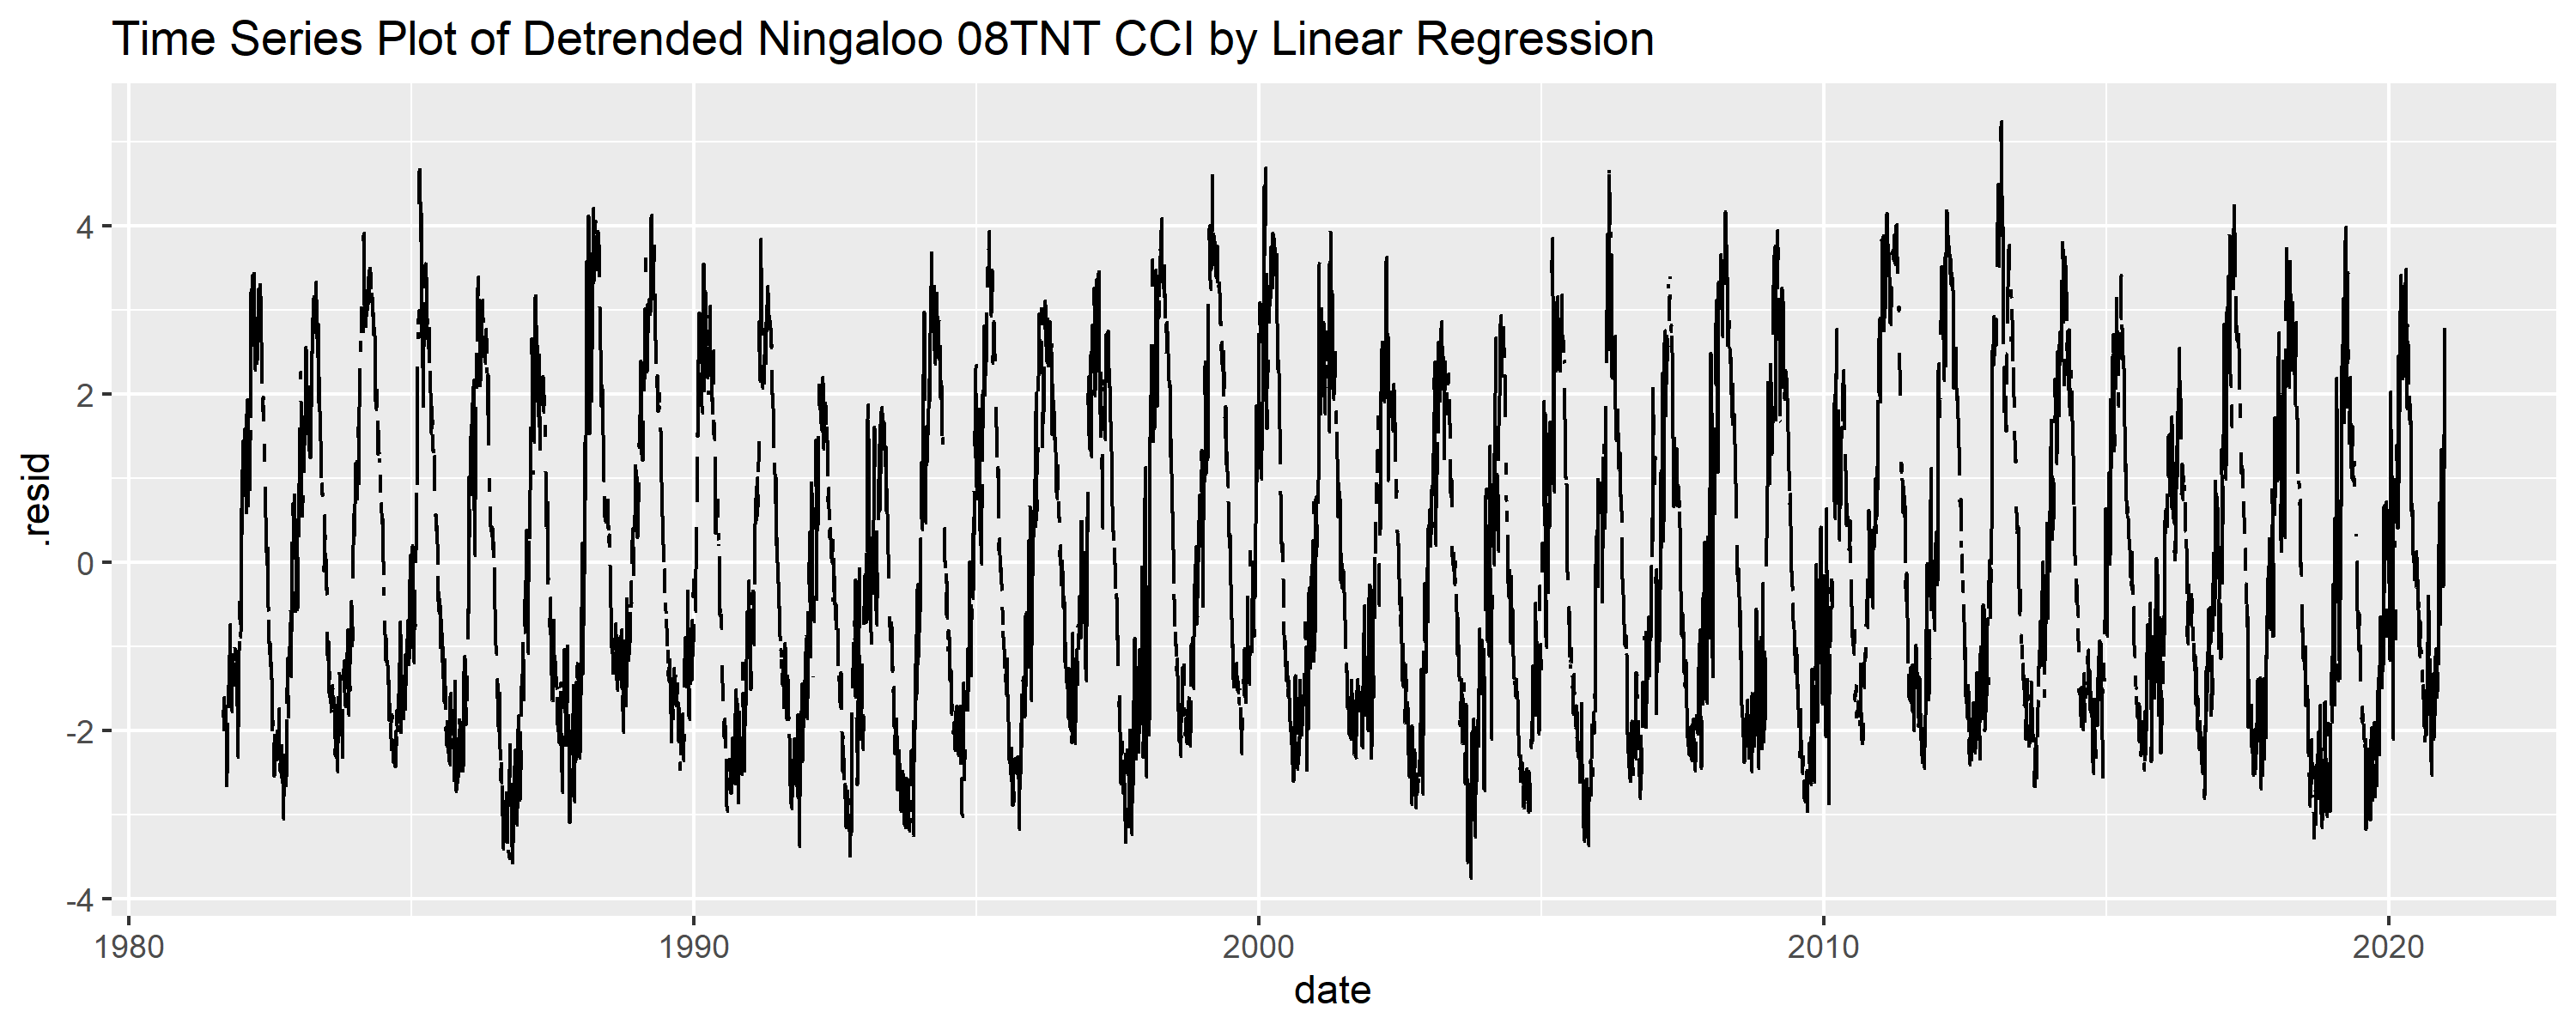 Time Series Plot of Detrended Ningaloo 08TNT CCI by Linear Regression
.resid
4
2
0
-2
-4
1980 1990 2000 2010 2020
date